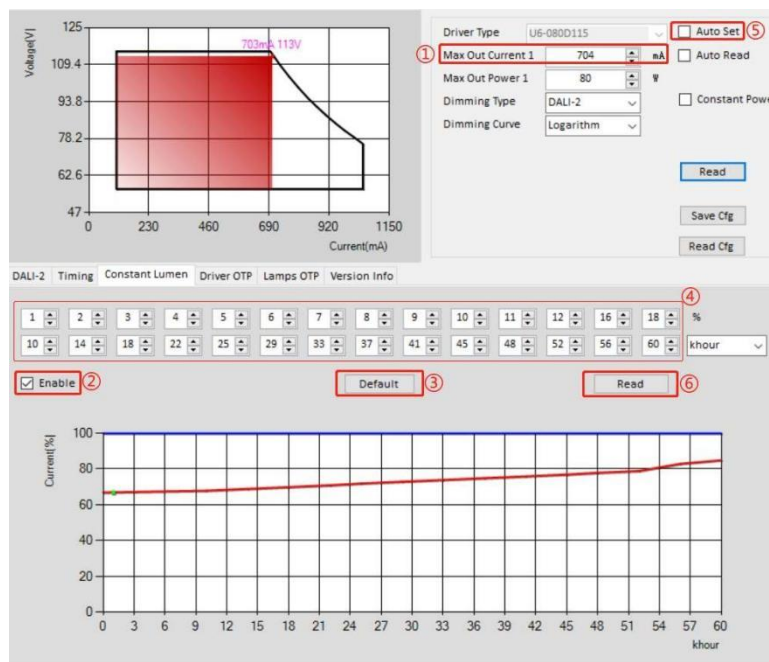 Voltage[V]
125
109.4
93.8
78.2
62.6
47
703mA 113V
0 230 460 690 920 1150
Current(mA)
Driver Type U6-080D115 Auto Set ⑤
① Max Out Current 1 704 mA Auto Read
Max Out Power 1 80 W
Dimming Type DALI-2 Constant Powe
Dimming Curve Logarithm
Read
Save Cfg
Read Cfg
DALI-2 Timing Constant Lumen Driver OTP Lamps OTP Version Info
④
1 2 3 4 5 6 7 8 9 10 11 12 16 18 %
10 14 18 22 25 29 33 37 41 45 48 52 56 60 khour
Enable ② Default ③ Read ⑥
Current[%]
100
80
60
40
20
0
0 3 6 9 12 15 18 21 24 27 30 33 36 39 42 45 48 51 54 57 60
khour